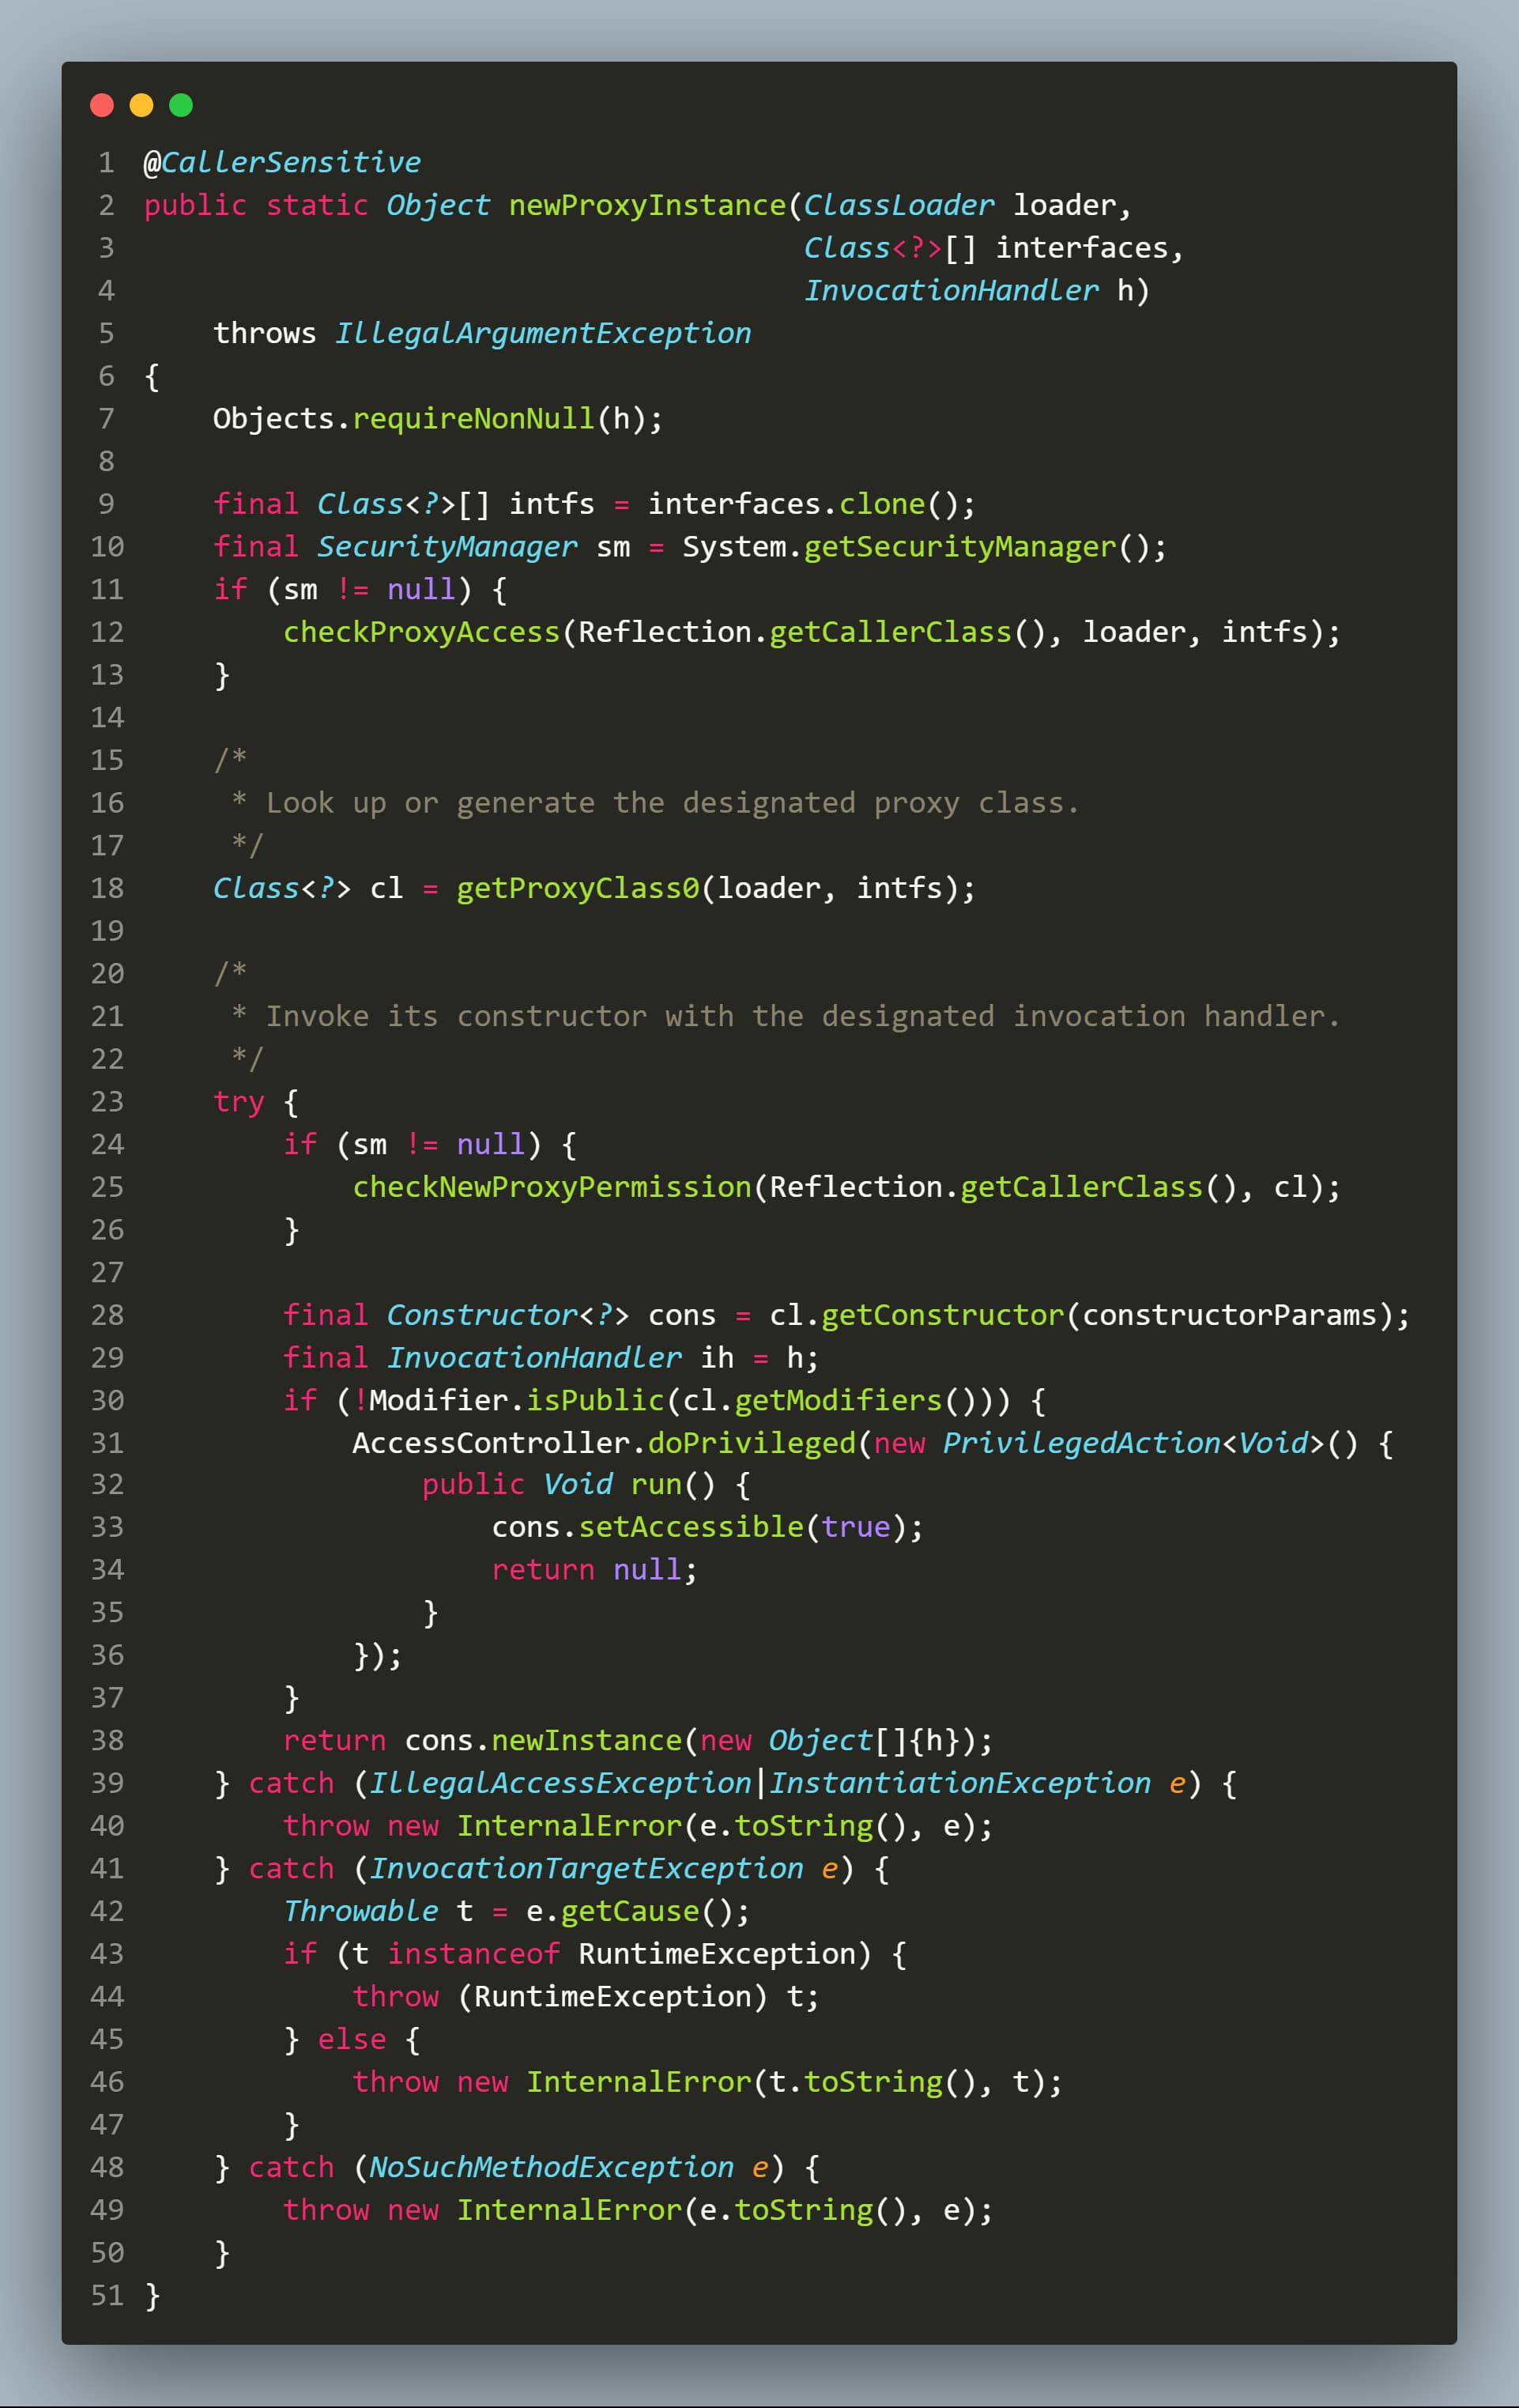 1 @CallerSensitive
2 public static Object newProxyInstance(ClassLoader loader,
3                                       Class<?>[] interfaces,
4                                       InvocationHandler h)
5     throws IllegalArgumentException
6 {
7     Objects.requireNonNull(h);
8
9     final Class<?>[] intfs = interfaces.clone();
10     final SecurityManager sm = System.getSecurityManager();
11     if (sm != null) {
12         checkProxyAccess(Reflection.getCallerClass(), loader, intfs);
13     }
14
15     /*
16      * Look up or generate the designated proxy class.
17      */
18     Class<?> cl = getProxyClass0(loader, intfs);
19
20     /*
21      * Invoke its constructor with the designated invocation handler.
22      */
23     try {
24         if (sm != null) {
25             checkNewProxyPermission(Reflection.getCallerClass(), cl);
26         }
27
28         final Constructor<?> cons = cl.getConstructor(constructorParams);
29         final InvocationHandler ih = h;
30         if (!Modifier.isPublic(cl.getModifiers())) {
31             AccessController.doPrivileged(new PrivilegedAction<Void>() {
32                 public Void run() {
33                     cons.setAccessible(true);
34                     return null;
35                 }
36             });
37         }
38         return cons.newInstance(new Object[]{h});
39     } catch (IllegalAccessException|InstantiationException e) {
40         throw new InternalError(e.toString(), e);
41     } catch (InvocationTargetException e) {
42         Throwable t = e.getCause();
43         if (t instanceof RuntimeException) {
44             throw (RuntimeException) t;
45         } else {
46             throw new InternalError(t.toString(), t);
47         }
48     } catch (NoSuchMethodException e) {
49         throw new InternalError(e.toString(), e);
50     }
51 }